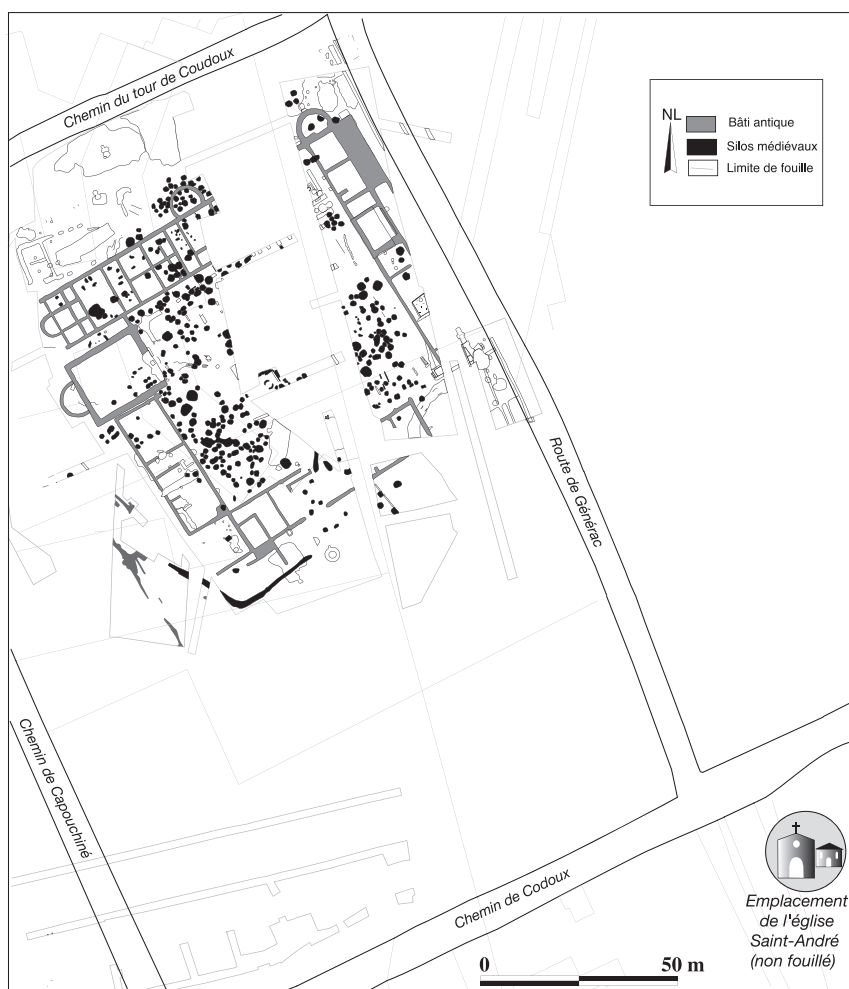 Chemin du tour de Coudoux
NL
Bâti antique
Silos médiévaux
Limite de fouille
Route de Générac
Chemin de Capouchiné
Chemin de Codoux
Emplacement
de l'église
Saint-André
(non fouillé)
0 50 m